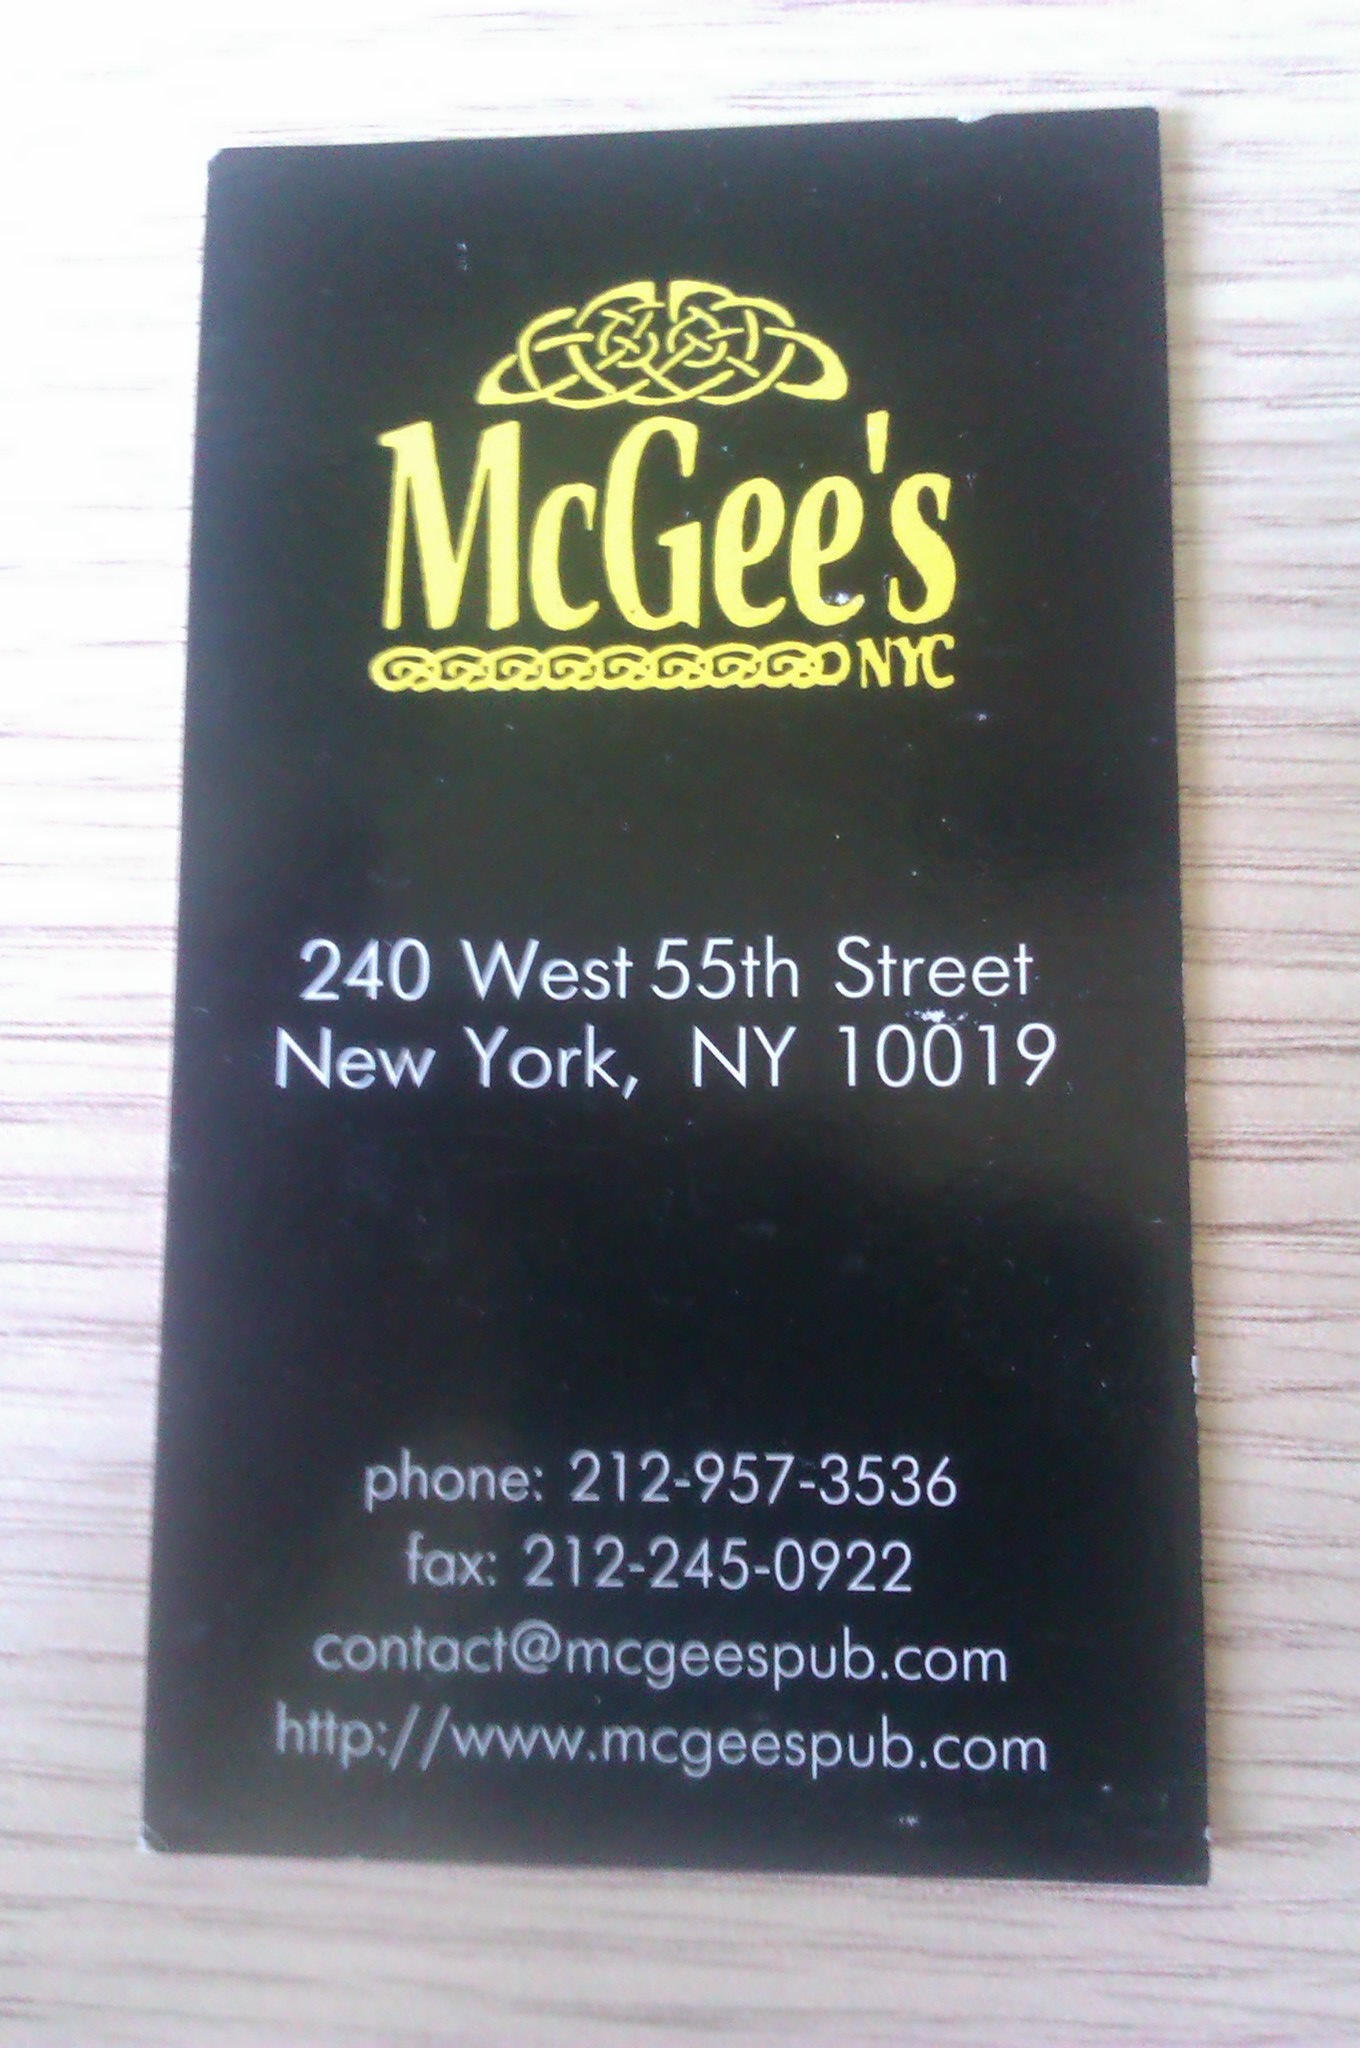 McGee's
NYC
240 West 55th Street
New York, NY 10019
phone: 212-957-3536
fax: 212-245-0922
contact@mcgeespub.com
http://www.mcgeespub.com